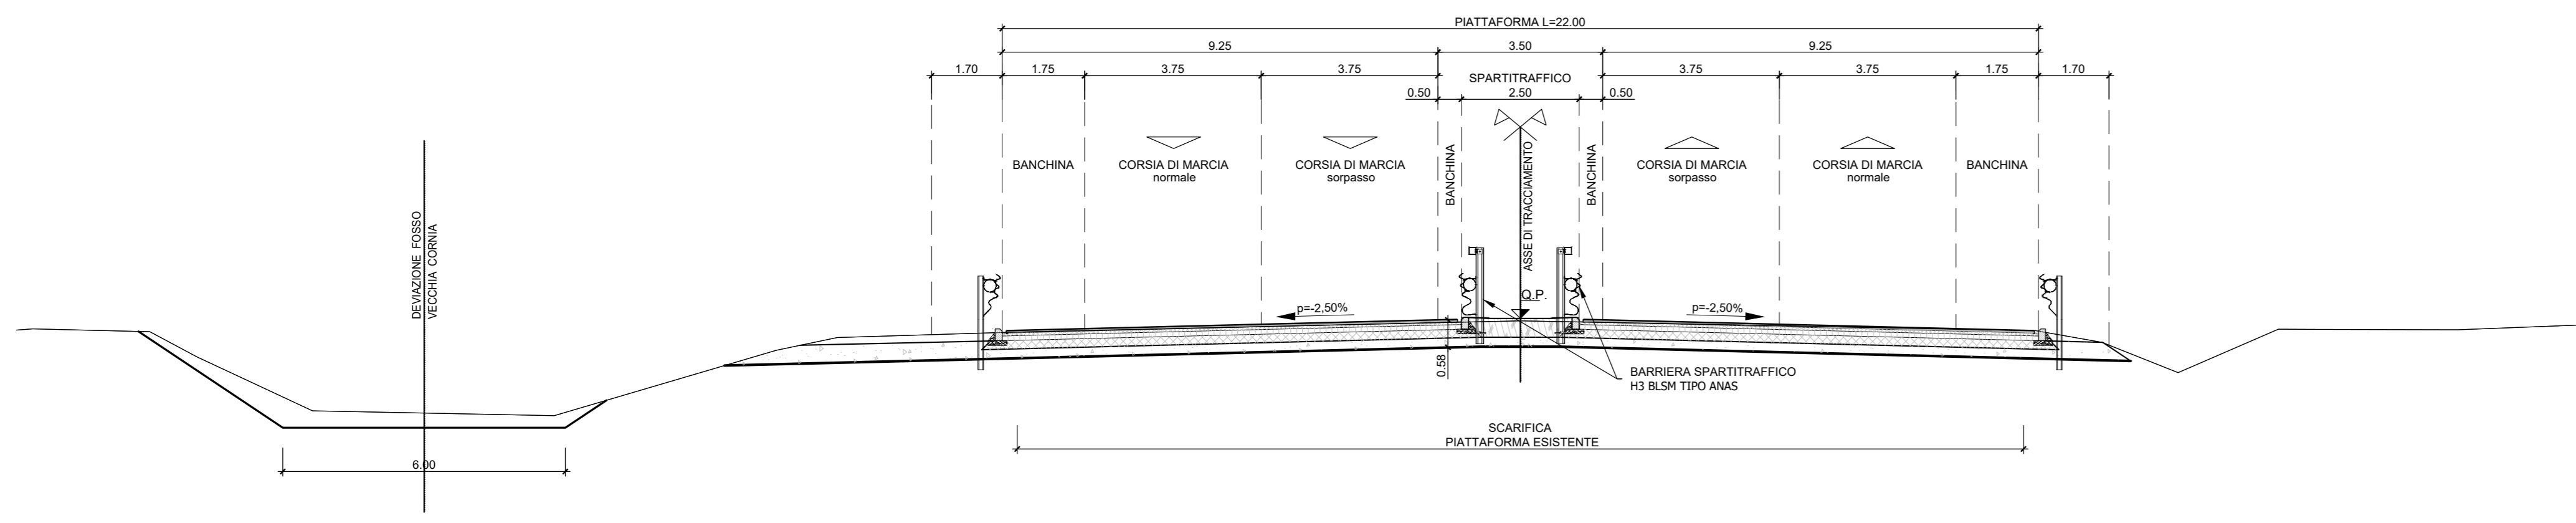 PIATTAFORMA L=22.00
9.25
3.50
9.25
1.70
1.75
3.75
3.75
SPARTITRAFFICO
3.75
3.75
1.75
1.70
0.50
2.50
0.50
BANCHINA
CORSIA DI MARCIA
normale
CORSIA DI MARCIA
sorpasso
BANCHINA
ASSE DI TRACCIAMENTO
BANCHINA
CORSIA DI MARCIA
sorpasso
CORSIA DI MARCIA
normale
BANCHINA
DEVIAZIONE FOSSO
VECCHIA CORNIA
Q.P.
p=-2,50%
p=-2,50%
0.58
BARRIERA SPARTITRAFFICO
H3 BLSM TIPO ANAS
SCARIFICA
PIATTAFORMA ESISTENTE
6.00